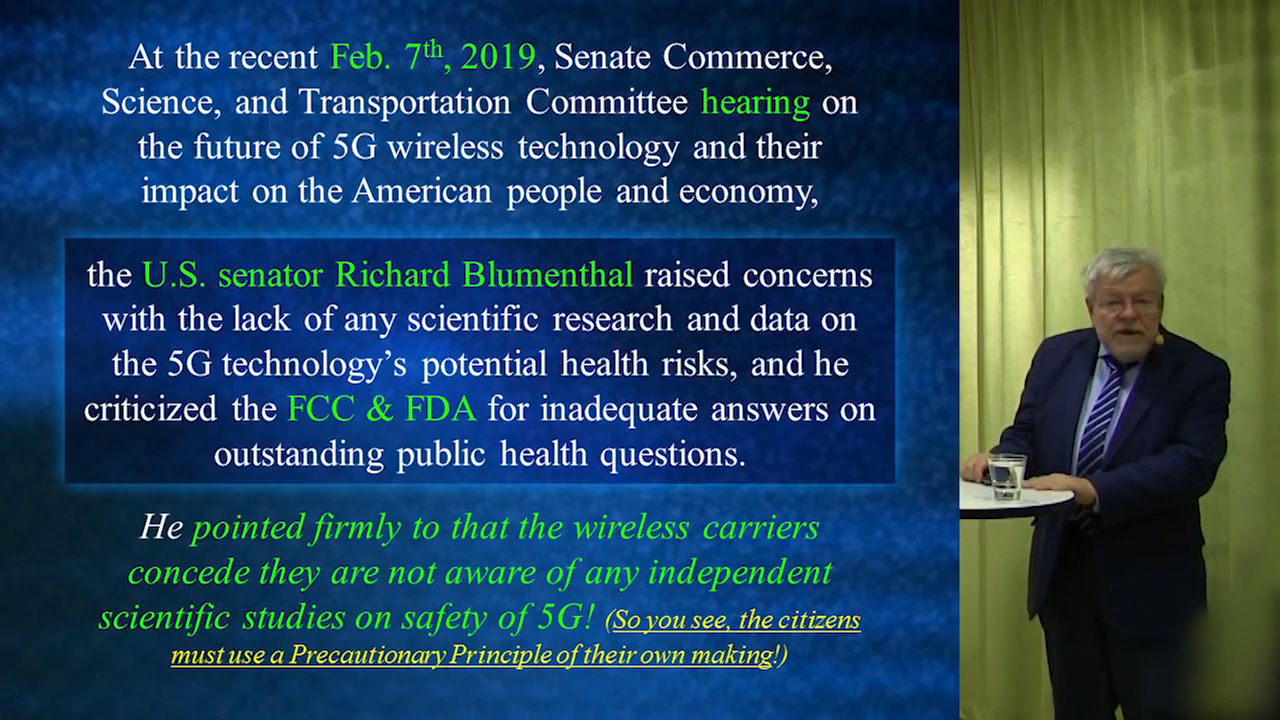 At the recent Feb. 7th, 2019, Senate Commerce,
Science, and Transportation Committee hearing on
the future of 5G wireless technology and their
impact on the American people and economy,
the U.S. senator Richard Blumenthal raised concerns
with the lack of any scientific research and data on
the 5G technology's potential health risks, and he
criticized the FCC & FDA for inadequate answers on
outstanding public health questions.
He pointed firmly to that the wireless carriers
concede they are not aware of any independent
scientific studies on safety of 5G! (So you see, the citizens
must use a Precautionary Principle of their own making!)